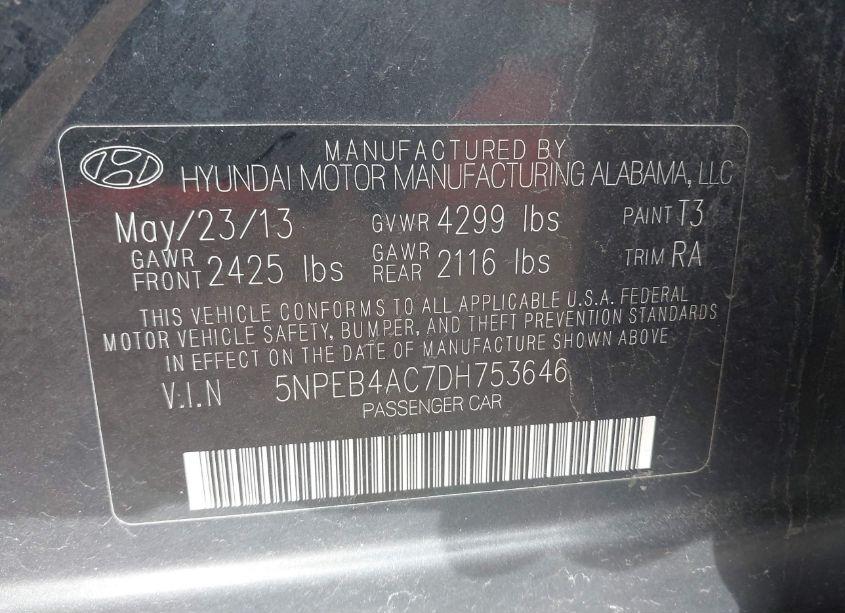 MANUFACTURED BY
HYUNDAI MOTOR MANUFACTURING ALABAMA, LLC
May/23/13 GVWR 4299 lbs PAINT T3
GAWR FRONT 2425 lbs GAWR REAR 2116 lbs TRIM RA
THIS VEHICLE CONFORMS TO ALL APPLICABLE U.S.A. FEDERAL
MOTOR VEHICLE SAFETY, BUMPER, AND THEFT PREVENTION STANDARDS
IN EFFECT ON THE DATE OF MANUFACTURE SHOWN ABOVE
V.I.N 5NPEB4AC7DH753646
PASSENGER CAR